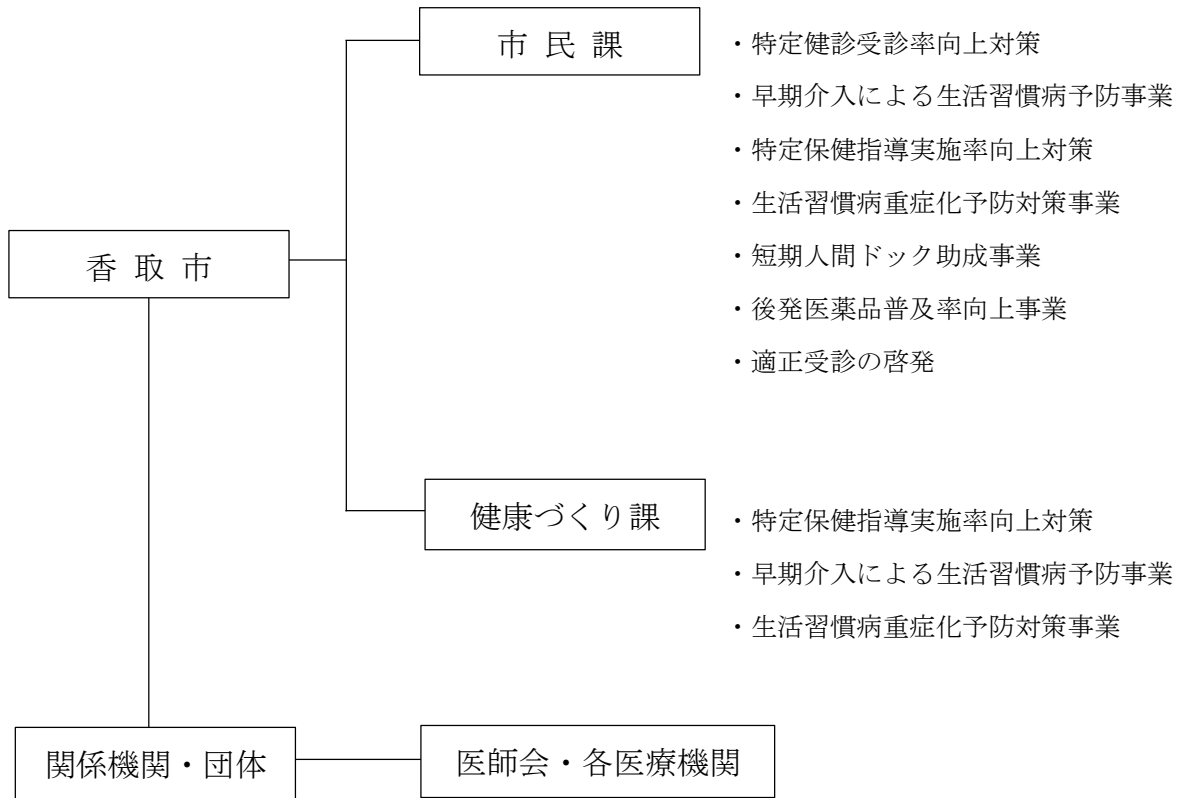 市 民 課
・特定健診受診率向上対策
・早期介入による生活習慣病予防事業
・特定保健指導実施率向上対策
・生活習慣病重症化予防対策事業
・短期人間ドック助成事業
・後発医薬品普及率向上事業
・適正受診の啓発
香 取 市
健康づくり課
・特定保健指導実施率向上対策
・早期介入による生活習慣病予防事業
・生活習慣病重症化予防対策事業
関係機関・団体
医師会・各医療機関